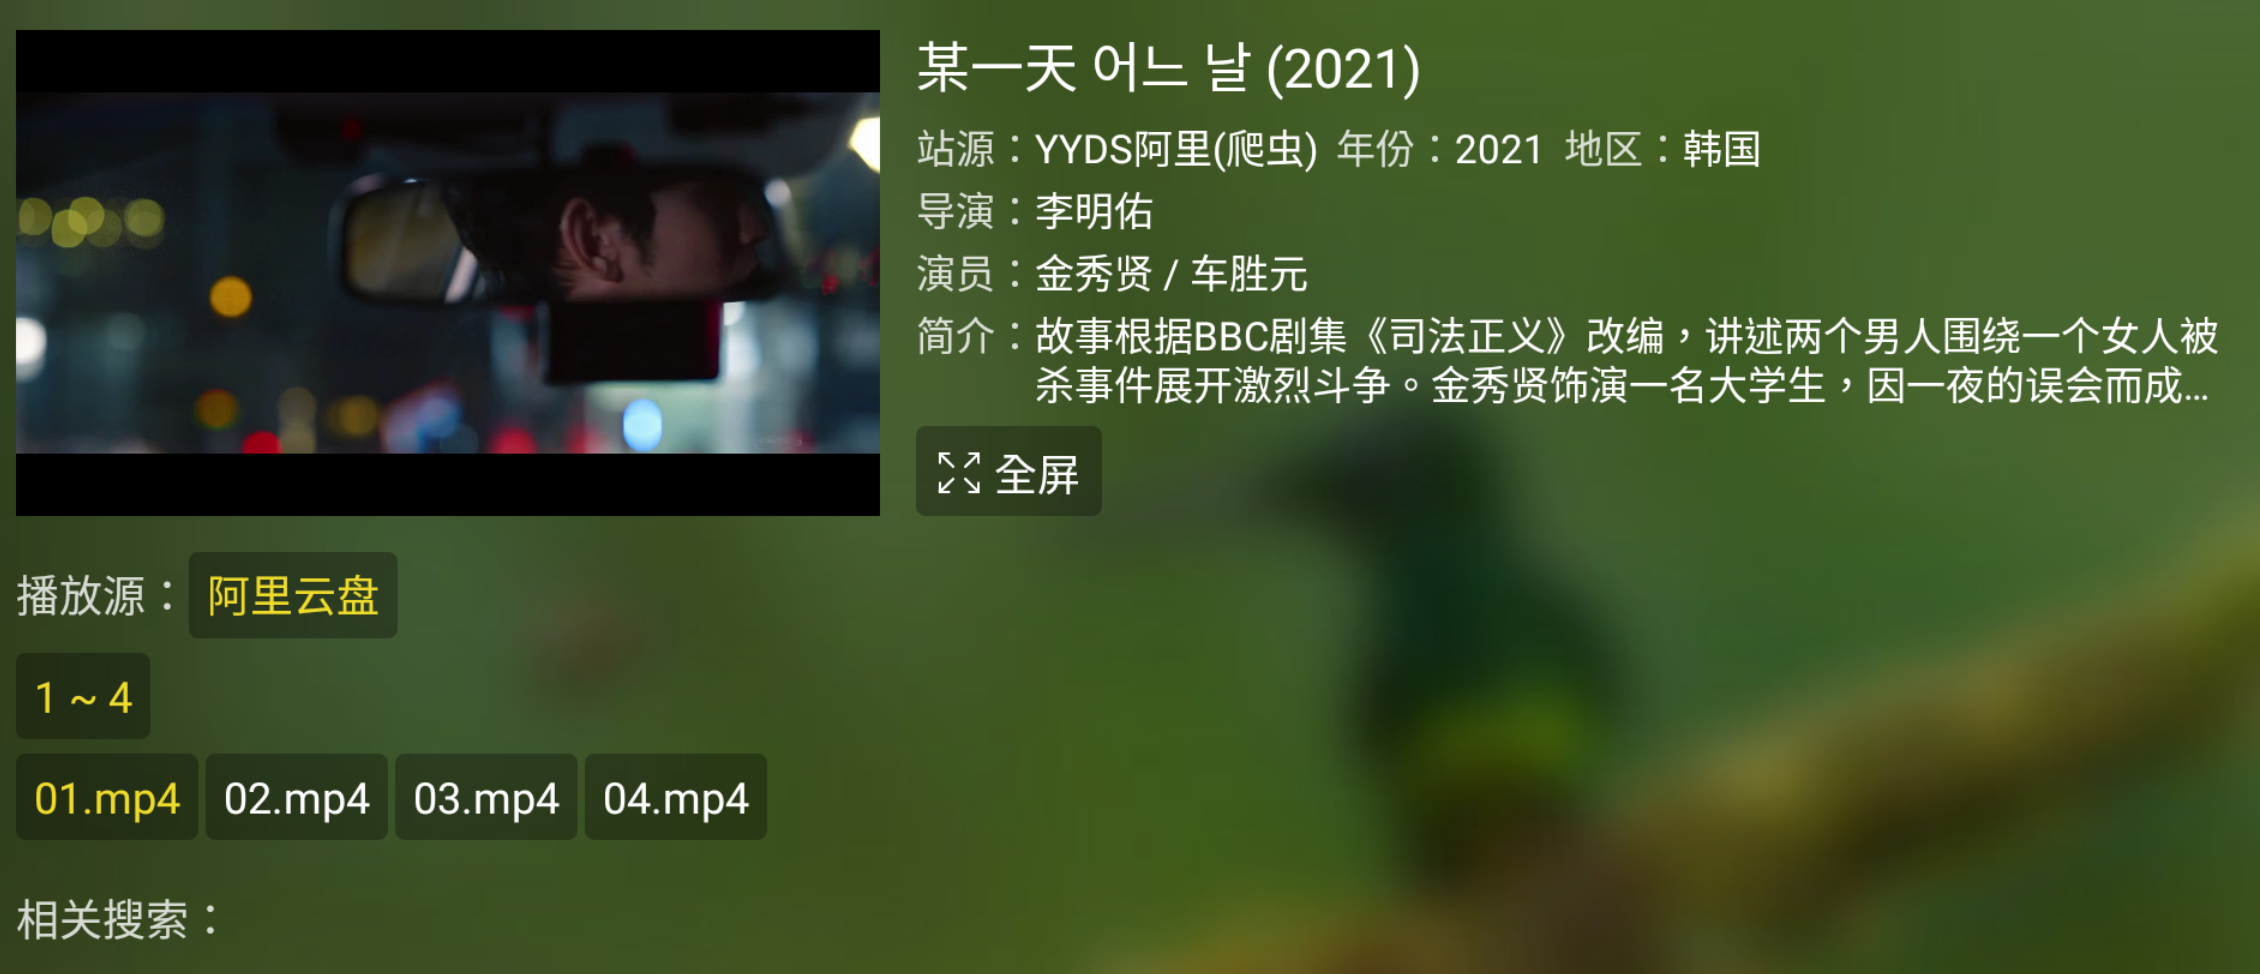 某一天 어느 날 (2021)
站源：YYDS阿里(爬虫) 年份：2021 地区：韩国
导演：李明佑
演员：金秀贤 / 车胜元
简介：故事根据BBC剧集《司法正义》改编，讲述两个男人围绕一个女人被
杀事件展开激烈斗争。金秀贤饰演一名大学生，因一夜的误会而成...
全屏
播放源：阿里云盘
1 ~ 4
01.mp4 02.mp4 03.mp4 04.mp4
相关搜索：